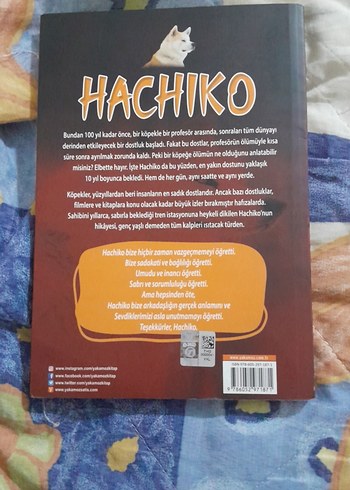 HACHIKO
Bundan 100 yıl kadar önce, bir köpekle bir profesör arasında, sonraları tüm dünyayı
derinden etkileyecek bir dostluk başladı. Fakat bu dostlar, profesörün ölümüyle kısa
süre sonra ayrılmak zorunda kaldı. Peki bir köpeğe ölümün ne olduğunu anlatabilir
misiniz? Elbette hayır. İşte Hachiko da bu yüzden, en yakın dostunu yaklaşık
10 yıl boyunca bekledi. Hem de her gün, aynı saatte ve aynı yerde.
Köpekler, yüzyıllardan beri insanların en sadık dostlarıdır. Ancak bazı dostluklar,
filmlere ve kitaplara konu olacak kadar büyük izler bırakmıştır hafızalarda.
Sahibini yıllarca, sabırla beklediği tren istasyonuna heykeli dikilen Hachiko'nun
hikâyesi, genç yaşlı demeden tüm kalpleri ısıtacak türden.
Hachiko bize hiçbir zaman vazgeçmemeyi öğretti.
Bize sadakati ve bağlılığı öğretti.
Umudu ve inancı öğretti.
Sabrı ve sorumluluğu öğretti.
Ama hepsinden öte,
Hachiko bize arkadaşlığın gerçek anlamını ve
Sevdiklerimizi asla unutmamayı öğretti.
Teşekkürler, Hachiko.
www.instagram.com/yakamoskitap
www.facebook.com/yakamoskitap
www.twitter.com/yakamoskitap
www.yakamossatis.com